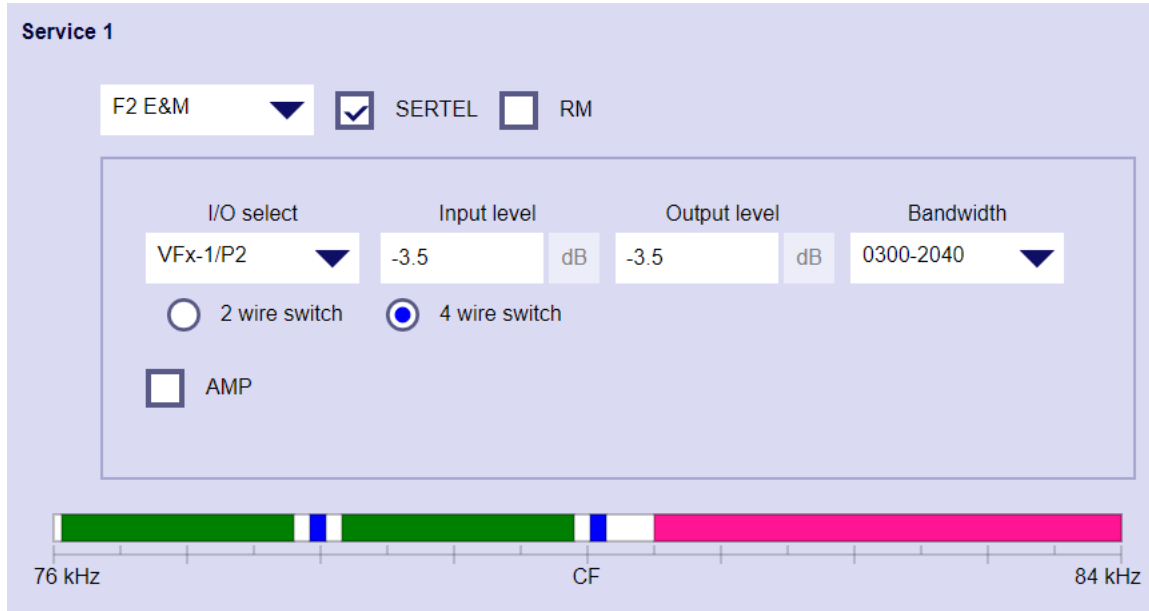 Service 1
F2 E&M SERTEL RM
I/O select Input level Output level Bandwidth
VFx-1/P2 -3.5 dB -3.5 dB 0300-2040
2 wire switch 4 wire switch
AMP
76 kHz CF 84 kHz